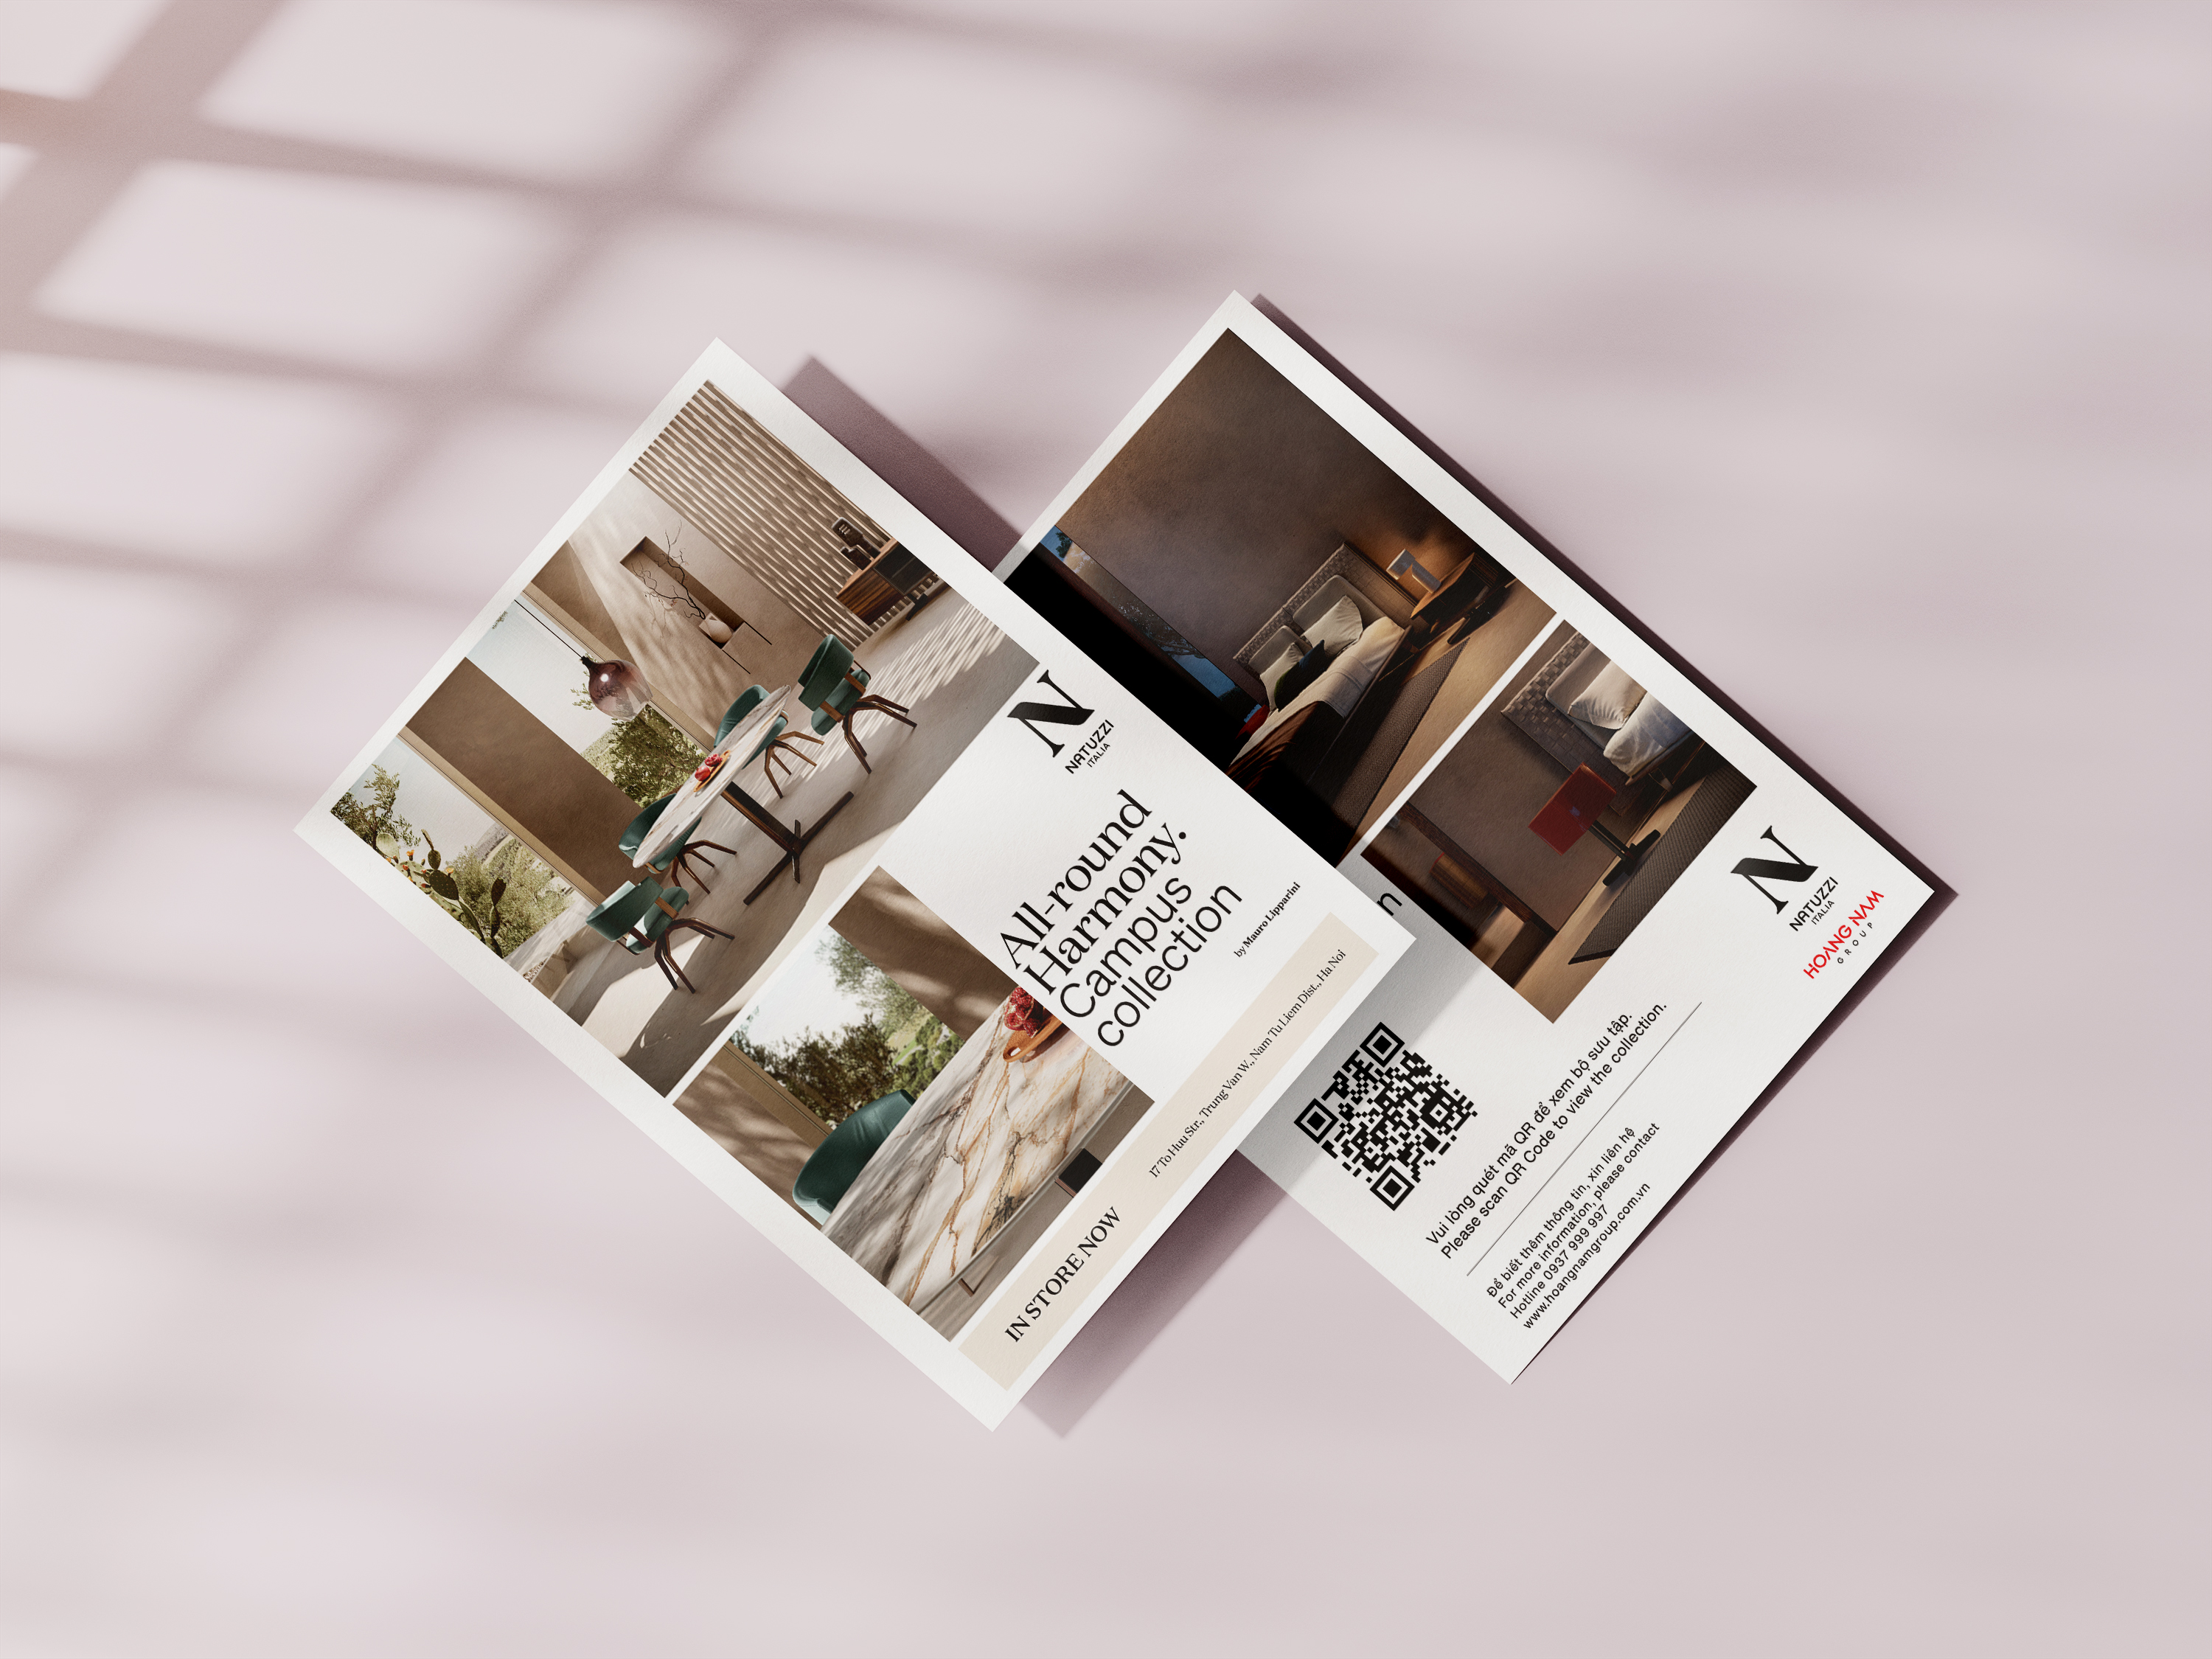 N
NATUZZI
ITALIA
All-round
Harmony.
Campus
collection
by Mauro Lipparini
IN STORE NOW
17 To Huu Str., Trung Van W., Nam Tu Liem Dist., Ha Noi
n
N
NATUZZI
ITALIA
HOANG NAM
GROUP
Vui lòng quét mã QR để xem bộ sưu tập.
Please scan QR Code to view the collection.
Để biết thêm thông tin, xin liên hệ
For more information, please contact
Hotline 0937 999 997
www.hoangnamgroup.com.vn